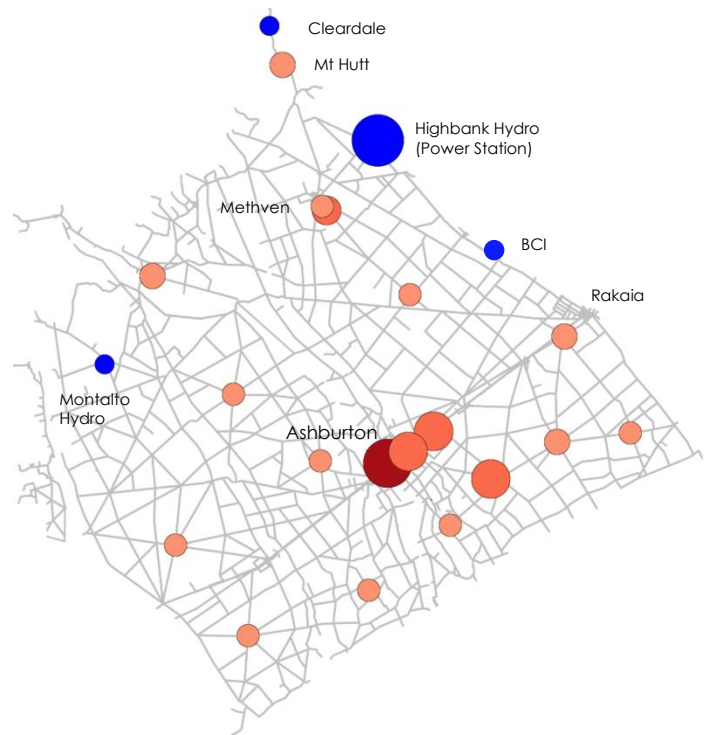 Cleardale
Mt Hutt
Highbank Hydro
(Power Station)
Methven
BCI
Rakaia
Montalto
Hydro
Ashburton